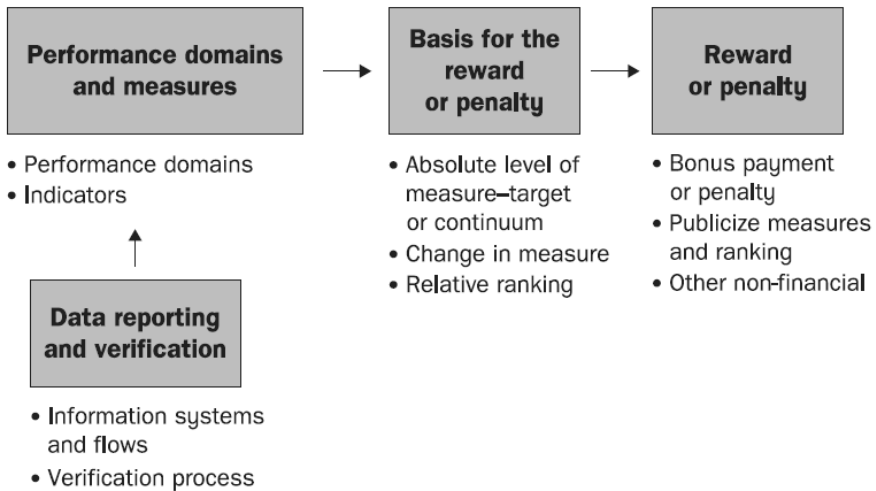 Performance domains
and measures
• Performance domains
• Indicators
Basis for the
reward
or penalty
• Absolute level of
measure–target
or continuum
• Change in measure
• Relative ranking
Reward
or penalty
• Bonus payment
or penalty
• Publicize measures
and ranking
• Other non-financial
Data reporting
and verification
• Information systems
and flows
• Verification process